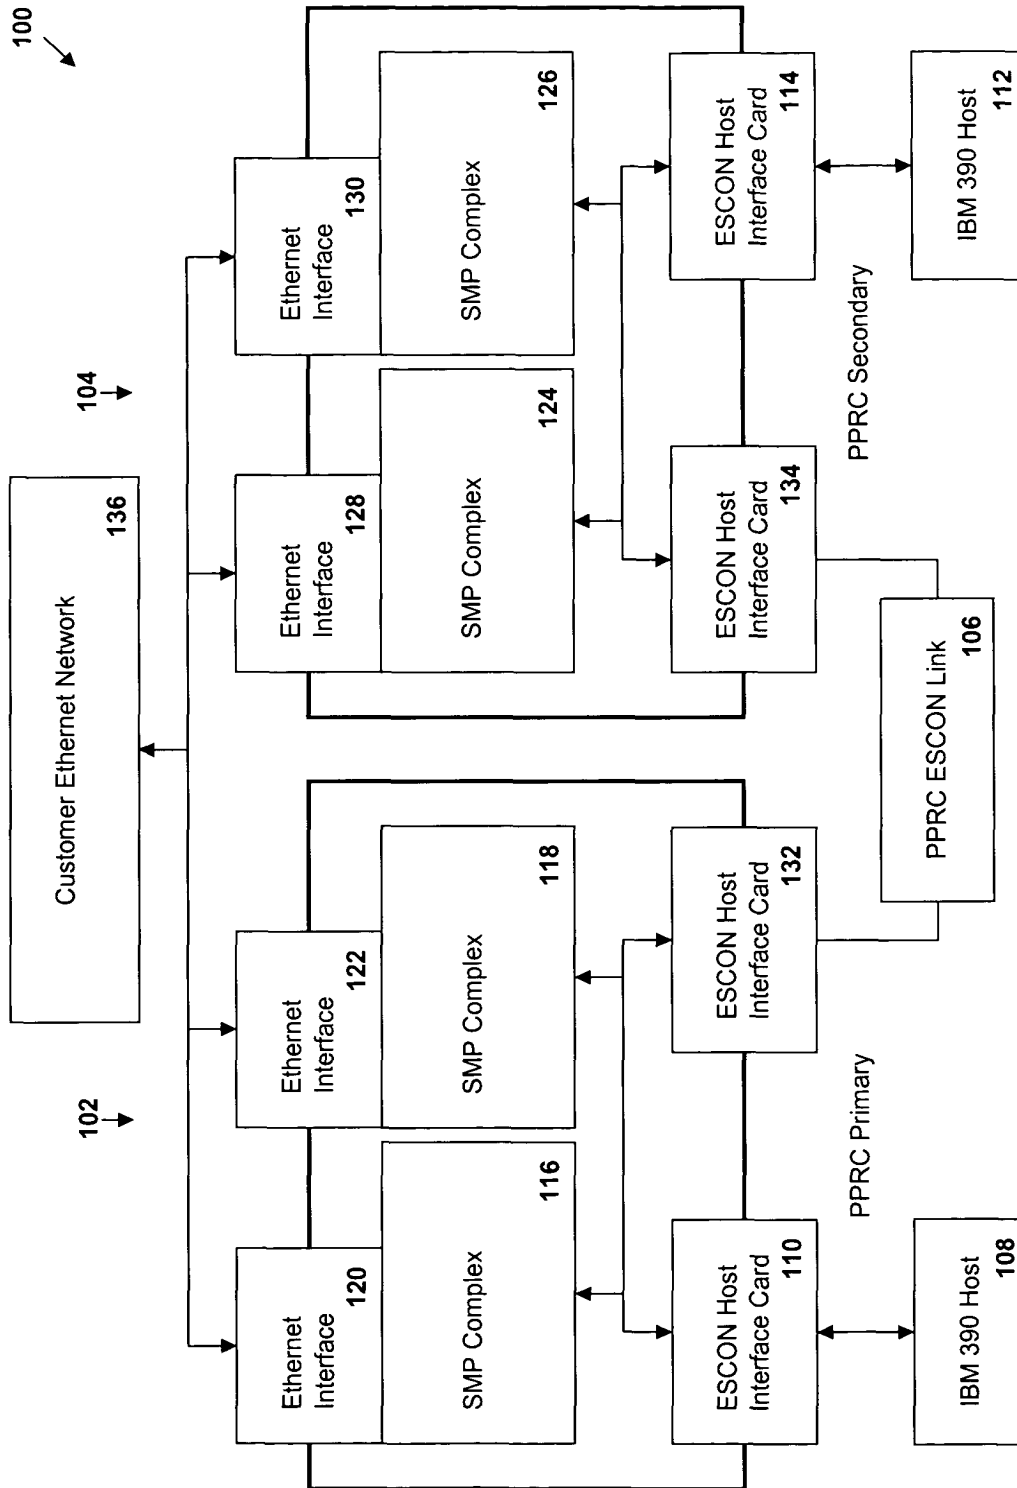 100
Customer Ethernet Network
136
102
104
Ethernet
Interface
120
Ethernet
Interface
122
Ethernet
Interface
128
Ethernet
Interface
130
SMP Complex
116
SMP Complex
118
SMP Complex
124
SMP Complex
126
ESCON Host
Interface Card
110
ESCON Host
Interface Card
132
ESCON Host
Interface Card
134
ESCON Host
Interface Card
114
PPRC Primary
PPRC Secondary
IBM 390 Host
108
PPRC ESCON Link
106
IBM 390 Host
112